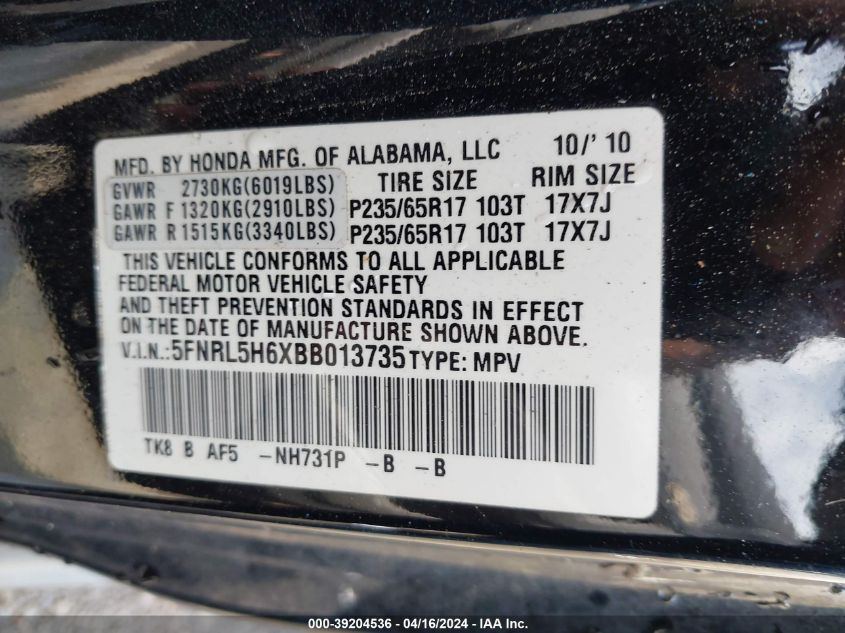 MFD. BY HONDA MFG. OF ALABAMA, LLC 10/'10
GVWR 2730KG(6019LBS) TIRE SIZE RIM SIZE
GAWR F 1320KG(2910LBS) P235/65R17 103T 17X7J
GAWR R 1515KG(3340LBS) P235/65R17 103T 17X7J
THIS VEHICLE CONFORMS TO ALL APPLICABLE
FEDERAL MOTOR VEHICLE SAFETY
AND THEFT PREVENTION STANDARDS IN EFFECT
ON THE DATE OF MANUFACTURE SHOWN ABOVE.
V.I.N.:5FNRL5H6XBB013735 TYPE: MPV
TK8 B AF5 -NH731P -B -B
000-39204536 - 04/16/2024 - IAA Inc.